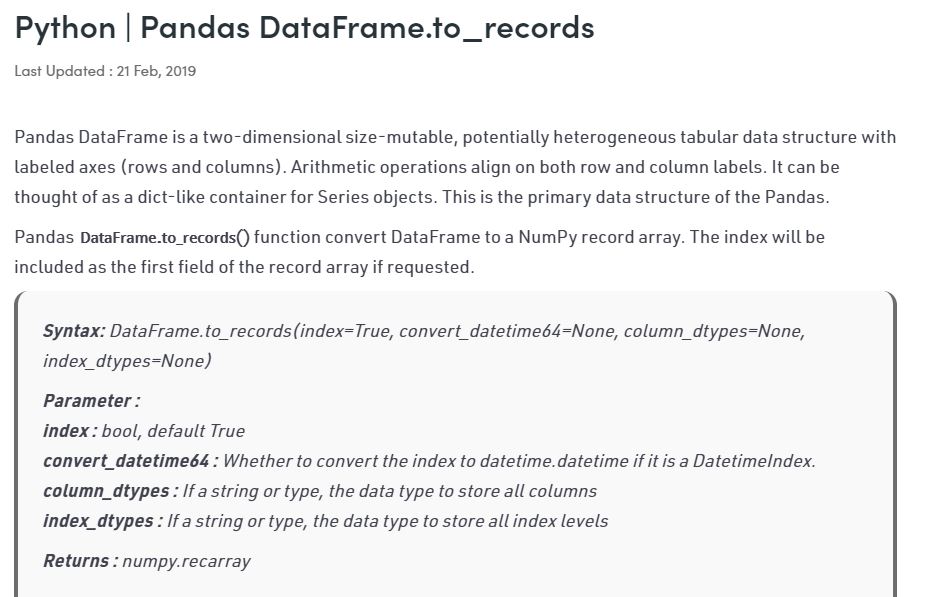 Python | Pandas DataFrame.to_records
Last Updated : 21 Feb, 2019
Pandas DataFrame is a two-dimensional size-mutable, potentially heterogeneous tabular data structure with
labeled axes (rows and columns). Arithmetic operations align on both row and column labels. It can be
thought of as a dict-like container for Series objects. This is the primary data structure of the Pandas.
Pandas DataFrame.to_records() function convert DataFrame to a NumPy record array. The index will be
included as the first field of the record array if requested.
Syntax: DataFrame.to_records(index=True, convert_datetime64=None, column_dtypes=None,
index_dtypes=None)
Parameter :
index : bool, default True
convert_datetime64 : Whether to convert the index to datetime.datetime if it is a DatetimeIndex.
column_dtypes : If a string or type, the data type to store all columns
index_dtypes : If a string or type, the data type to store all index levels
Returns : numpy.recarray